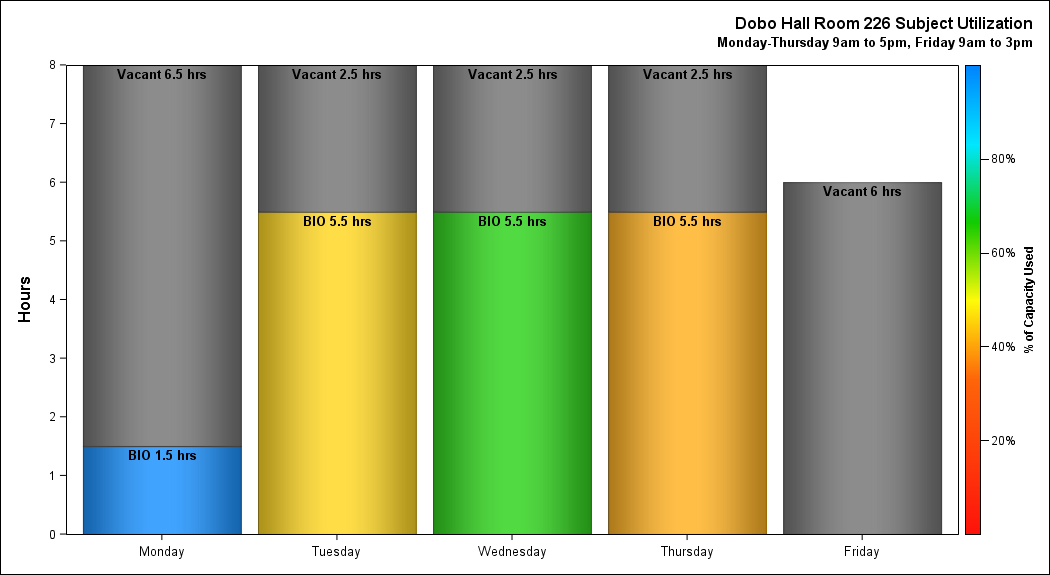 Dobo Hall Room 226 Subject Utilization
Monday-Thursday 9am to 5pm, Friday 9am to 3pm
8
7
6
5
4
3
2
1
0
Hours
Vacant 6.5 hrs
Vacant 2.5 hrs
Vacant 2.5 hrs
Vacant 2.5 hrs
Vacant 6 hrs
BIO 5.5 hrs
BIO 5.5 hrs
BIO 5.5 hrs
BIO 1.5 hrs
Monday
Tuesday
Wednesday
Thursday
Friday
80%
60%
40%
20%
% of Capacity Used